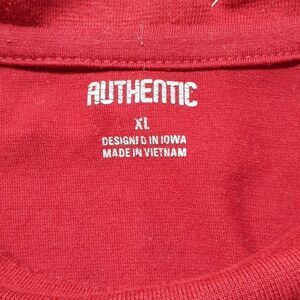 AUTHENTIC
XL
DESIGNED IN IOWA
MADE IN VIETNAM